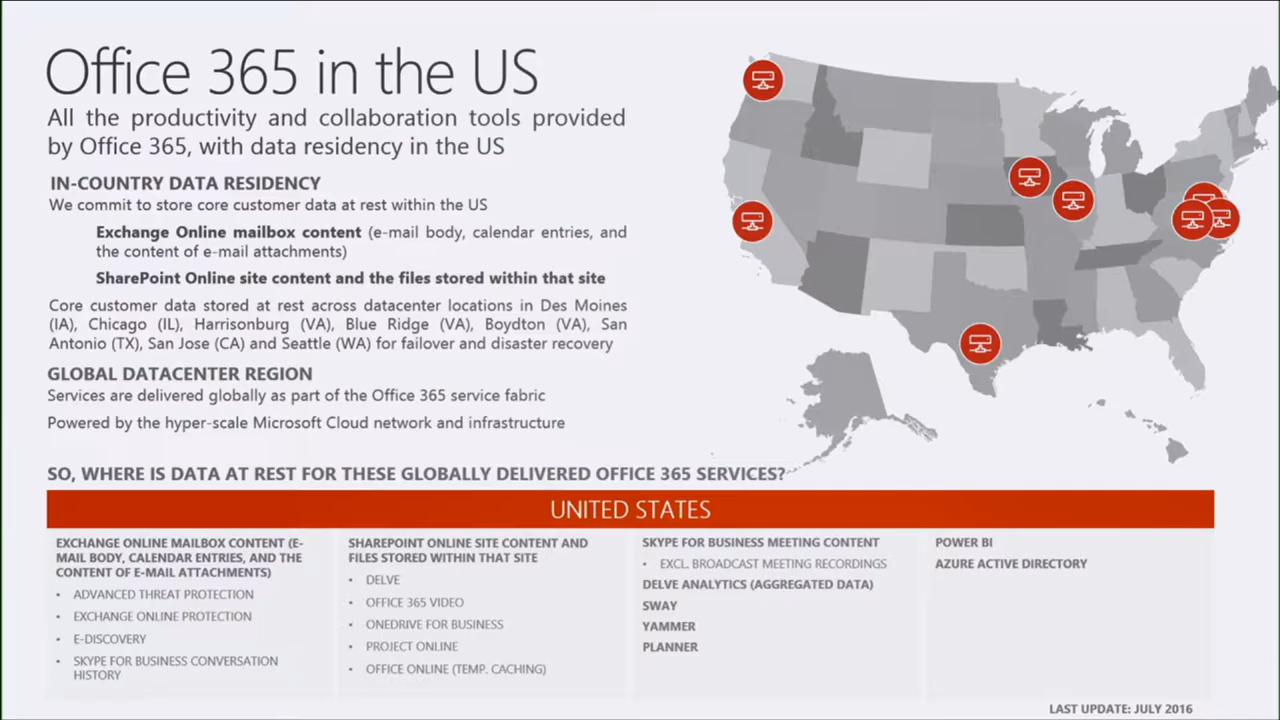 Office 365 in the US
All the productivity and collaboration tools provided
by Office 365, with data residency in the US
IN-COUNTRY DATA RESIDENCY
We commit to store core customer data at rest within the US
Exchange Online mailbox content (e-mail body, calendar entries, and
the content of e-mail attachments)
SharePoint Online site content and the files stored within that site
Core customer data stored at rest across datacenter locations in Des Moines
(IA), Chicago (IL), Harrisonburg (VA), Blue Ridge (VA), Boydton (VA), San
Antonio (TX), San Jose (CA) and Seattle (WA) for failover and disaster recovery
GLOBAL DATACENTER REGION
Services are delivered globally as part of the Office 365 service fabric
Powered by the hyper-scale Microsoft Cloud network and infrastructure
SO, WHERE IS DATA AT REST FOR THESE GLOBALLY DELIVERED OFFICE 365 SERVICES?
UNITED STATES
EXCHANGE ONLINE MAILBOX CONTENT (E-
MAIL BODY, CALENDAR ENTRIES, AND THE
CONTENT OF E-MAIL ATTACHMENTS)
• ADVANCED THREAT PROTECTION
• EXCHANGE ONLINE PROTECTION
• E-DISCOVERY
• SKYPE FOR BUSINESS CONVERSATION
HISTORY
SHAREPOINT ONLINE SITE CONTENT AND
FILES STORED WITHIN THAT SITE
• DELVE
• OFFICE 365 VIDEO
• ONEDRIVE FOR BUSINESS
• PROJECT ONLINE
• OFFICE ONLINE (TEMP. CACHING)
SKYPE FOR BUSINESS MEETING CONTENT
• EXCL. BROADCAST MEETING RECORDINGS
DELVE ANALYTICS (AGGREGATED DATA)
SWAY
YAMMER
PLANNER
POWER BI
AZURE ACTIVE DIRECTORY
LAST UPDATE: JULY 2016